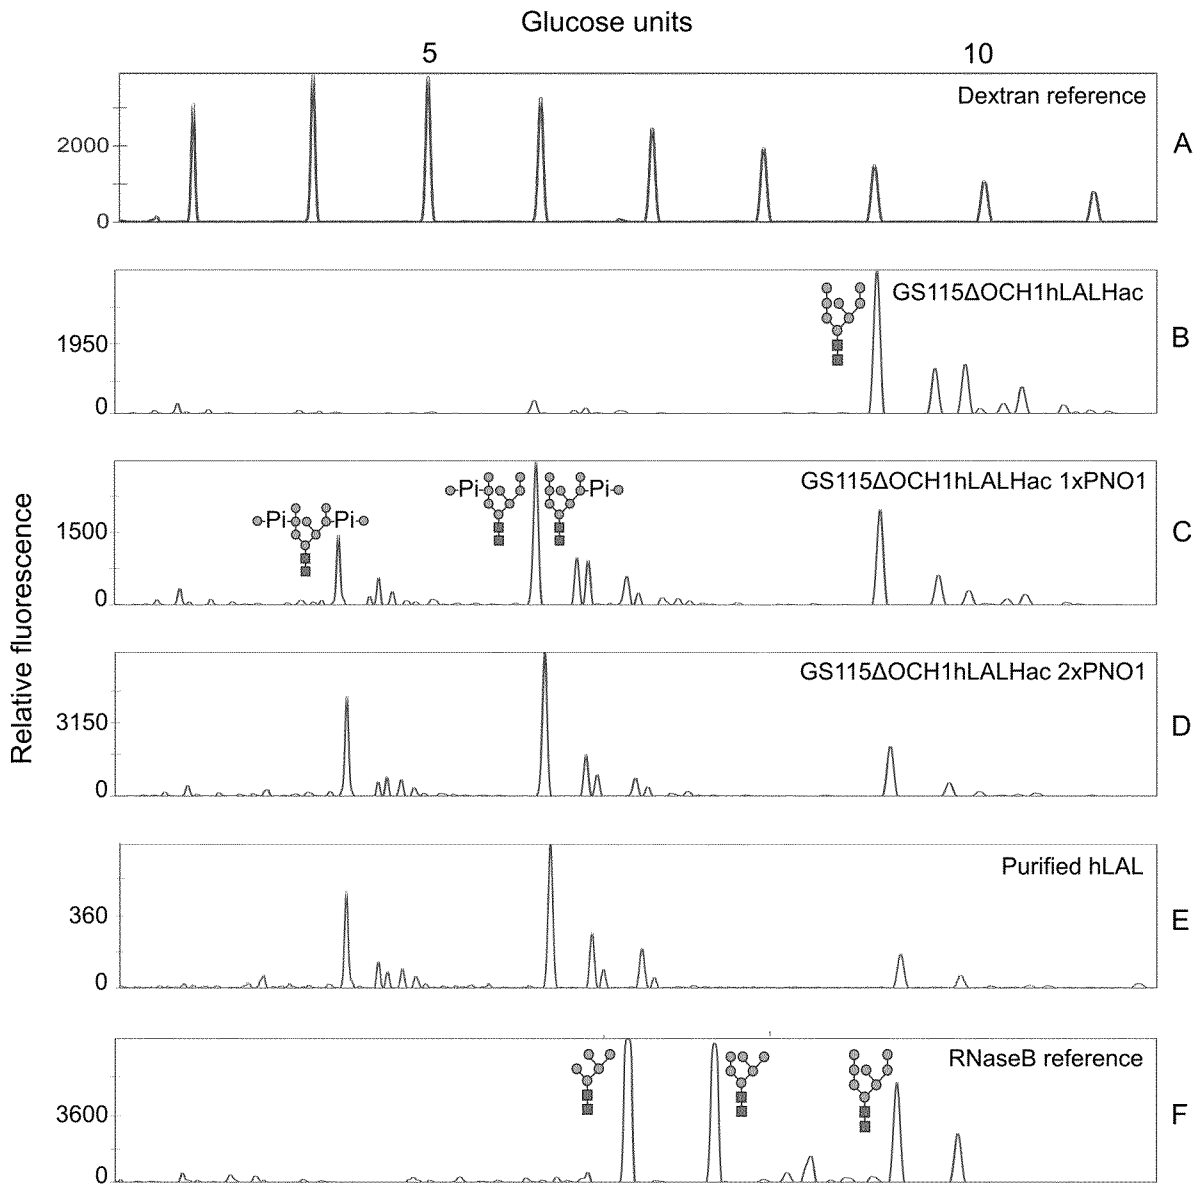 Glucose units
5 10
Dextran reference
2000
0
A
GS115ΔOCH1hLALHac
1950
0
B
GS115ΔOCH1hLALHac 1xPNO1
Pi Pi
Pi Pi
1500
0
C
Relative fluorescence
GS115ΔOCH1hLALHac 2xPNO1
3150
0
D
Purified hLAL
360
0
E
RNaseB reference
3600
0
F